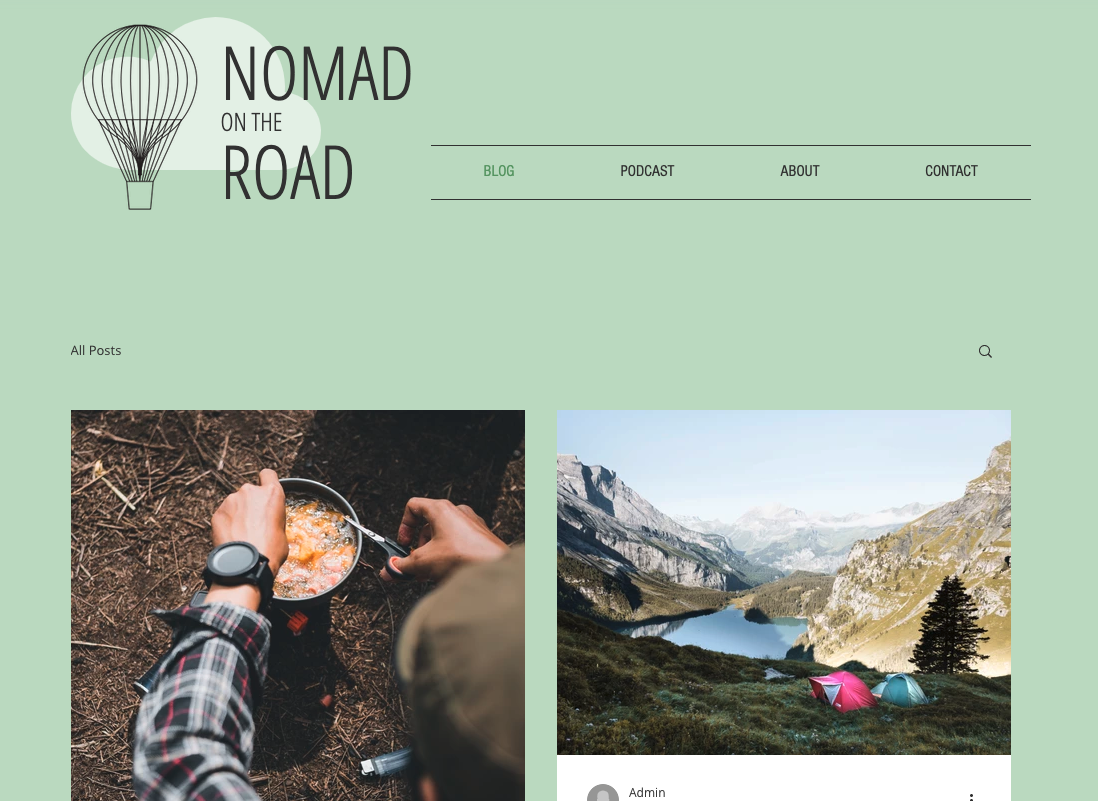 NOMAD
ON THE
ROAD
BLOG PODCAST ABOUT CONTACT
All Posts
Admin